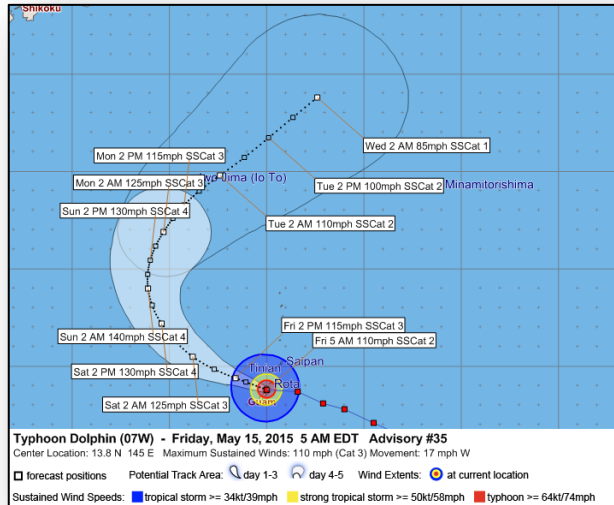 Shikoku
Wed 2 AM 85mph SSCat 1
Mon 2 PM 115mph SSCat 3
Mon 2 AM 125mph SSCat 3
Jima (Io To)
Tue 2 PM 100mph SSCat 2
Minamitorishima
Sun 2 PM 130mph SSCat 4
Tue 2 AM 110mph SSCat 2
Fri 2 PM 115mph SSCat 3
Sun 2 AM 140mph SSCat 4
Fri 5 AM 110mph SSCat 2
Saipan
Tinian
Sat 2 PM 130mph SSCat 4
Rota
Guam
Sat 2 AM 125mph SSCat 3
Typhoon Dolphin (07W) - Friday, May 15, 2015 5 AM EDT Advisory #35
Center Location: 13.8 N 145 E Maximum Sustained Winds: 110 mph (Cat 3) Movement: 17 mph W
forecast positions Potential Track Area: day 1-3 day 4-5 Wind Extents: at current location
Sustained Wind Speeds: tropical storm >= 34kt/39mph strong tropical storm >= 50kt/58mph typhoon >= 64kt/74mph